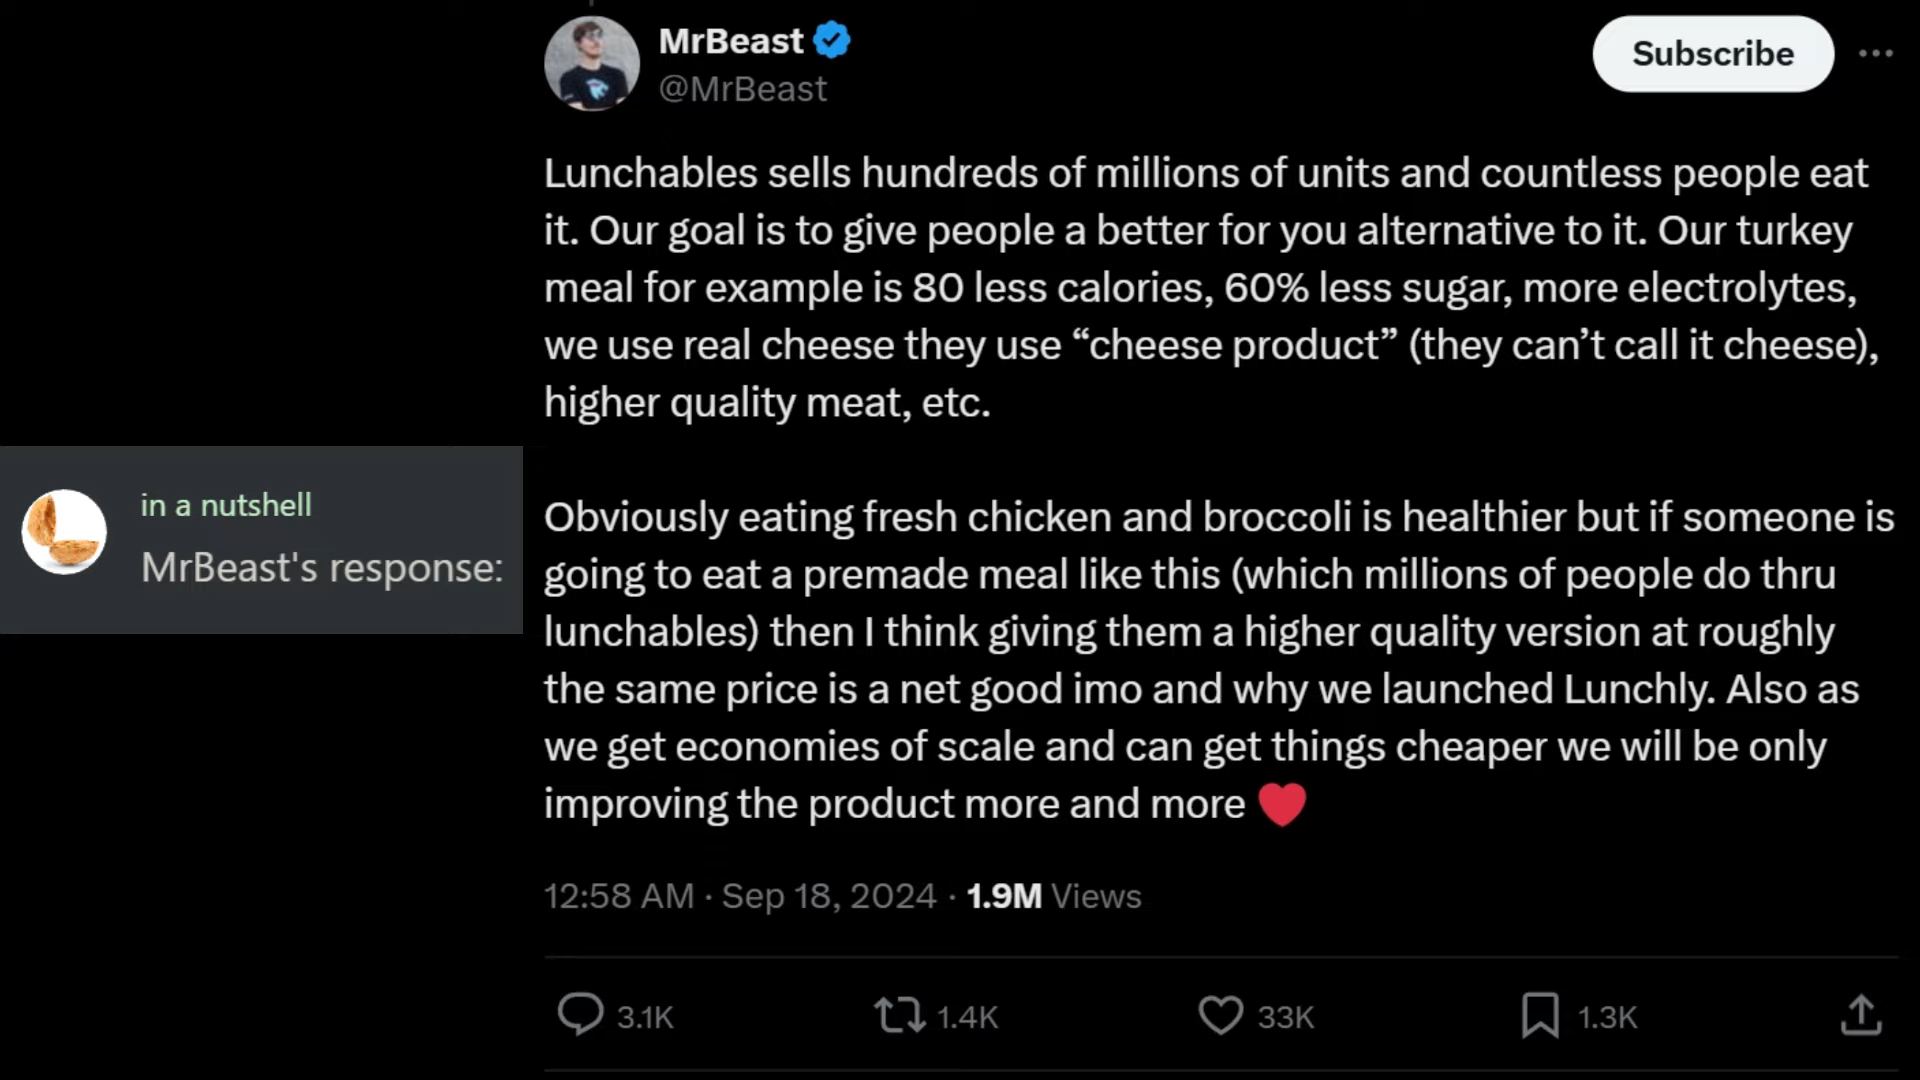 MrBeast
@MrBeast
Subscribe
Lunchables sells hundreds of millions of units and countless people eat
it. Our goal is to give people a better for you alternative to it. Our turkey
meal for example is 80 less calories, 60% less sugar, more electrolytes,
we use real cheese they use “cheese product” (they can’t call it cheese),
higher quality meat, etc.
in a nutshell
MrBeast's response:
Obviously eating fresh chicken and broccoli is healthier but if someone is
going to eat a premade meal like this (which millions of people do thru
lunchables) then I think giving them a higher quality version at roughly
the same price is a net good imo and why we launched Lunchly. Also as
we get economies of scale and can get things cheaper we will be only
improving the product more and more ❤️
12:58 AM · Sep 18, 2024 · 1.9M Views
3.1K 1.4K 33K 1.3K